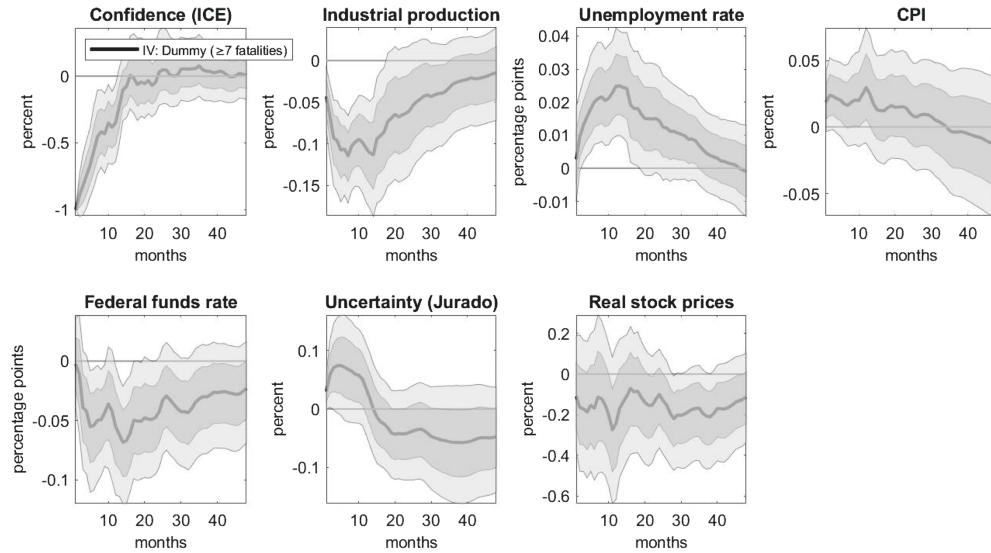 Confidence (ICE)
Industrial production
Unemployment rate
CPI
IV: Dummy (≥7 fatalities)
percent
0
-0.5
-1
10 20 30 40
months
percent
0
-0.05
-0.1
-0.15
10 20 30 40
months
percentage points
0.04
0.03
0.02
0.01
0
-0.01
10 20 30 40
months
percent
0.05
0
-0.05
10 20 30 40
months
Federal funds rate
Uncertainty (Jurado)
Real stock prices
percentage points
0
-0.05
-0.1
10 20 30 40
months
percent
0.1
0
-0.1
10 20 30 40
months
percent
0.2
0
-0.2
-0.4
-0.6
10 20 30 40
months